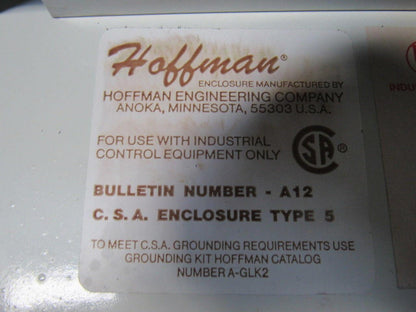 Hoffman®
ENCLOSURE MANUFACTURED BY
HOFFMAN ENGINEERING COMPANY
ANOKA, MINNESOTA, 55303 U.S.A.
FOR USE WITH INDUSTRIAL
CONTROL EQUIPMENT ONLY
CSA ®
BULLETIN NUMBER - A12
C. S. A. ENCLOSURE TYPE 5
TO MEET C.S.A. GROUNDING REQUIREMENTS USE
GROUNDING KIT HOFFMAN CATALOG
NUMBER A-GLK2